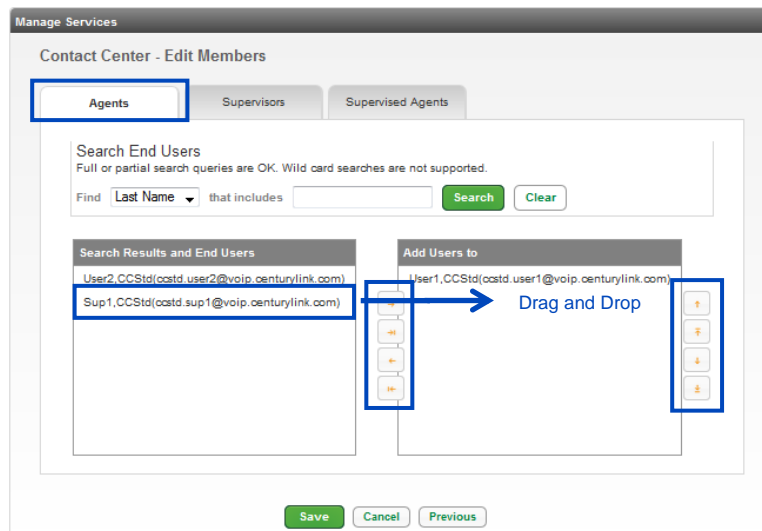 Manage Services
Contact Center - Edit Members
Agents Supervisors Supervised Agents
Search End Users
Full or partial search queries are OK. Wild card searches are not supported.
Find Last Name that includes Search Clear
Search Results and End Users Add Users to
User2,CCStd(ccstd.user2@voip.centurylink.com) User1,CCStd(ccstd.user1@voip.centurylink.com)
Sup1,CCStd(ccstd.sup1@voip.centurylink.com) Drag and Drop
Save Cancel Previous